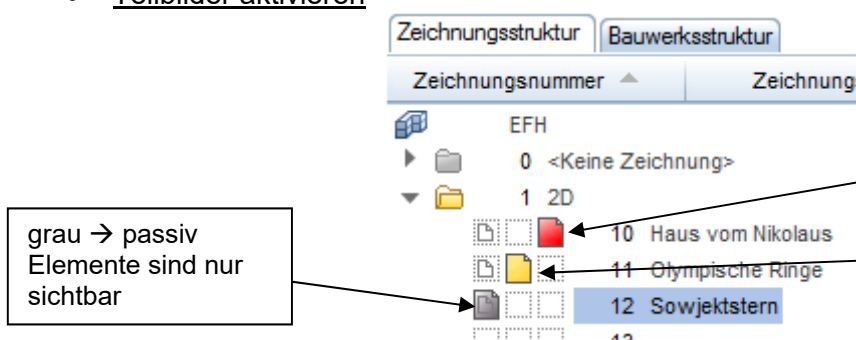 Teilbilder aktivieren
Zeichnungsstruktur Bauwerksstruktur
Zeichnungsnummer Zeichnung
EFH
0 <Keine Zeichnung>
1 2D
10 Haus vom Nikolaus
11 Olympische Ringe
12 Sowjektstern
13
grau → passiv
Elemente sind nur
sichtbar